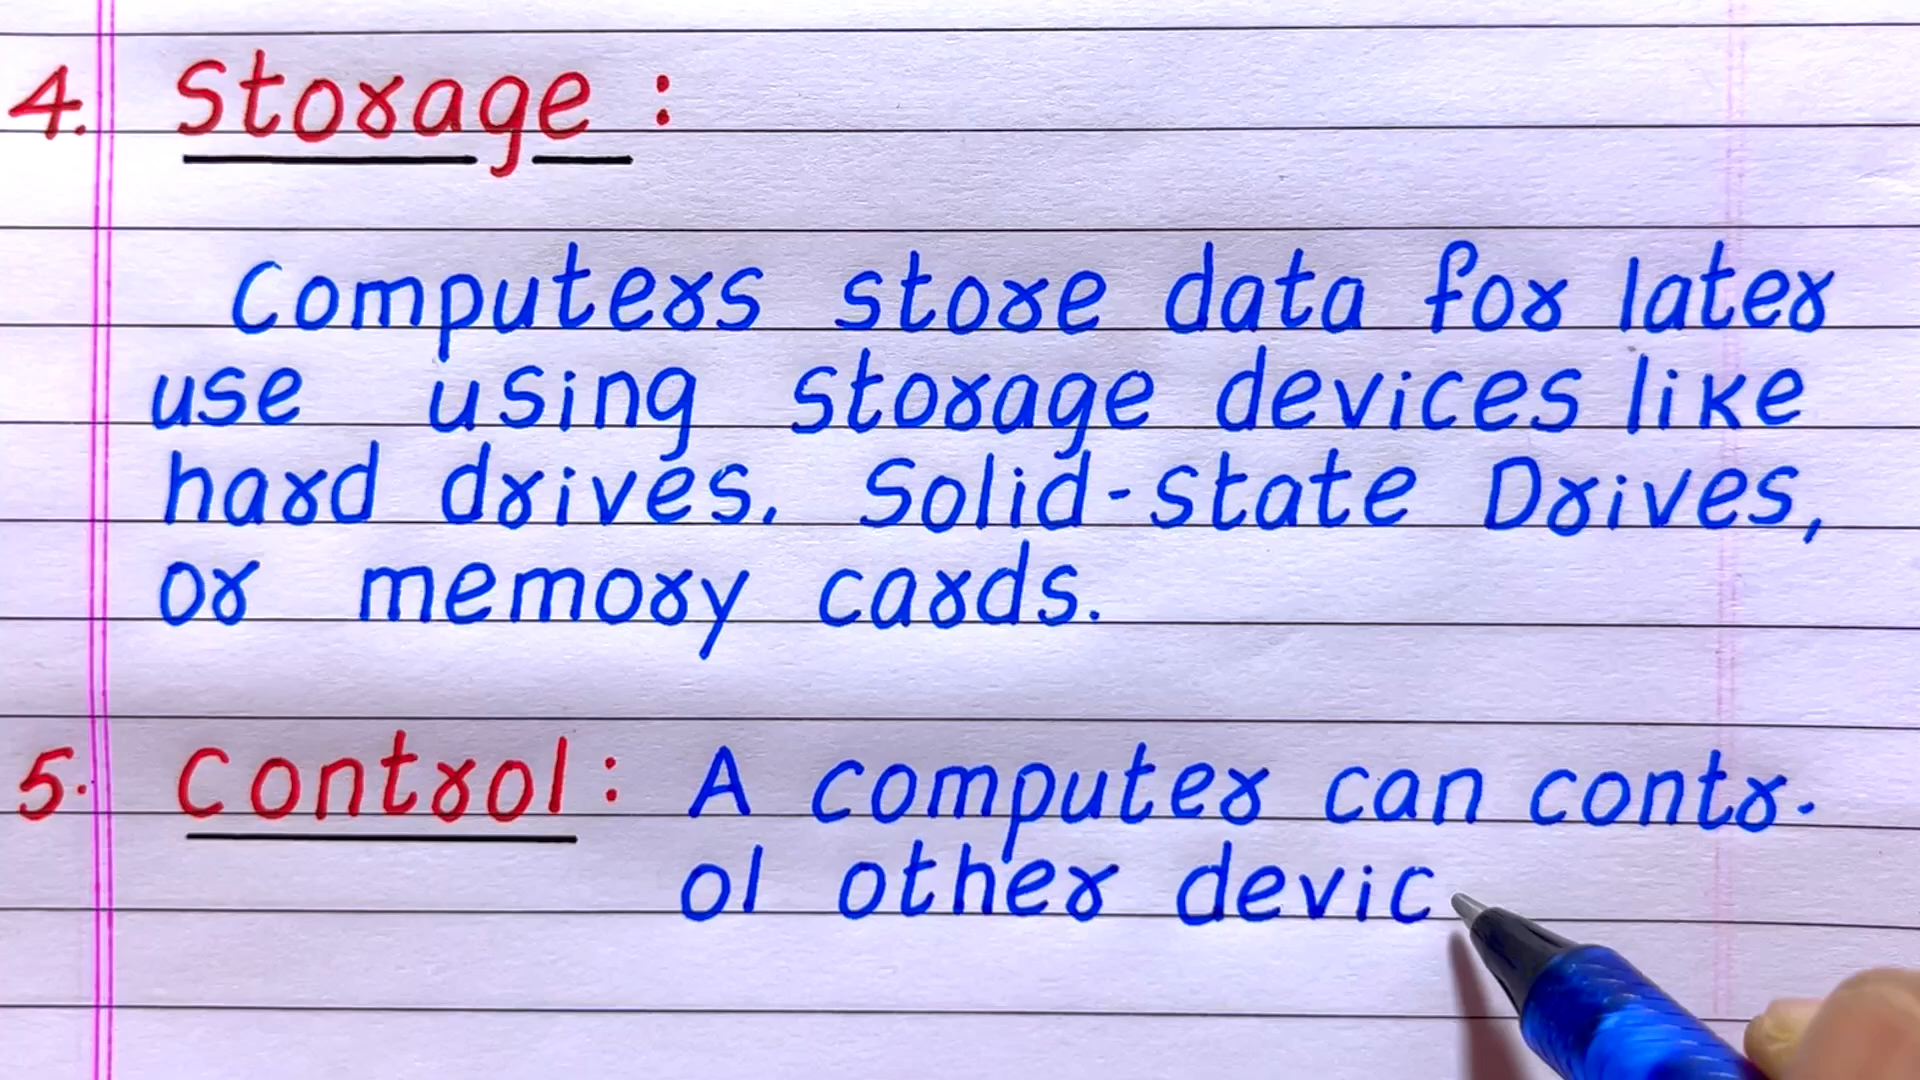 4. Storage :
Computers store data for later
use using storage devices like
hard drives. Solid-state Drives,
or memory cards.
5. Control: A computer can contr-
ol other devic